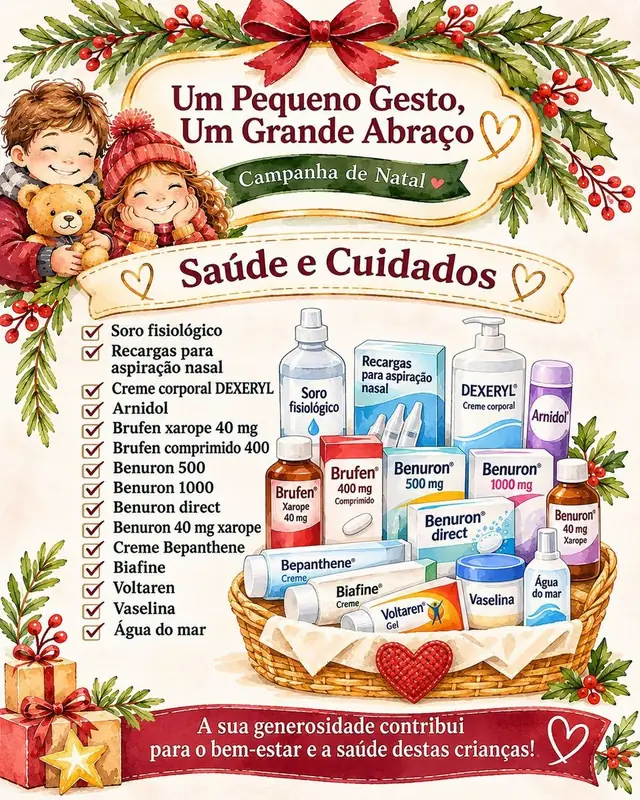 Um Pequeno Gesto,
Um Grande Abraço
Campanha de Natal
Saúde e Cuidados
Soro fisiológico
Recargas para
aspiração nasal
Creme corporal DEXERYL
Arnidol
Brufen xarope 40 mg
Brufen comprimido 400
Benuron 500
Benuron 1000
Benuron direct
Benuron 40 mg xarope
Creme Bepanthene
Biafine
Voltaren
Vaselina
Água do mar
Soro
fisiológico
Recargas
para aspiração
nasal
DEXERYL®
Creme corporal
Arnidol®
Brufen®
Xarope
40 mg
Brufen®
400 mg
Comprimido
Benuron®
500 mg
Benuron®
1000 mg
Benuron®
direct
Benuron®
40 mg
Xarope
Bepanthene®
Creme
Biafine®
Creme
Voltaren®
Gel
Vaselina
Água
do mar
A sua generosidade contribui
para o bem-estar e a saúde destas crianças!